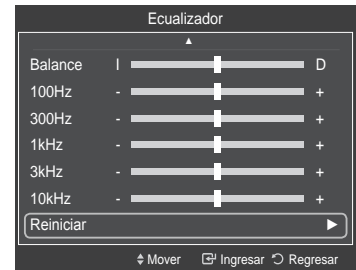 Ecualizador
▲
Balance I D
100Hz - +
300Hz - +
1kHz - +
3kHz - +
10kHz - +
Reiniciar ►
Mover Ingresar Regresar